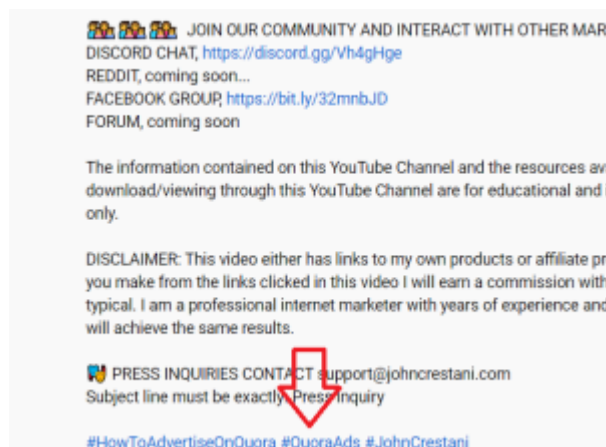 JOIN OUR COMMUNITY AND INTERACT WITH OTHER MAR
DISCORD CHAT, https://discord.gg/Vh4gHge
REDDIT, coming soon...
FACEBOOK GROUP, https://bit.ly/32mnbJD
FORUM, coming soon
The information contained on this YouTube Channel and the resources av
download/viewing through this YouTube Channel are for educational and
only.
DISCLAIMER: This video either has links to my own products or affiliate pr
you make from the links clicked in this video I will earn a commission with
typical. I am a professional internet marketer with years of experience and
will achieve the same results.
PRESS INQUIRIES CONTACT support@johncrestani.com
Subject line must be exactly: Press Inquiry
#HowToAdvertiseOnQuora #QuoraAds #JohnCrestani